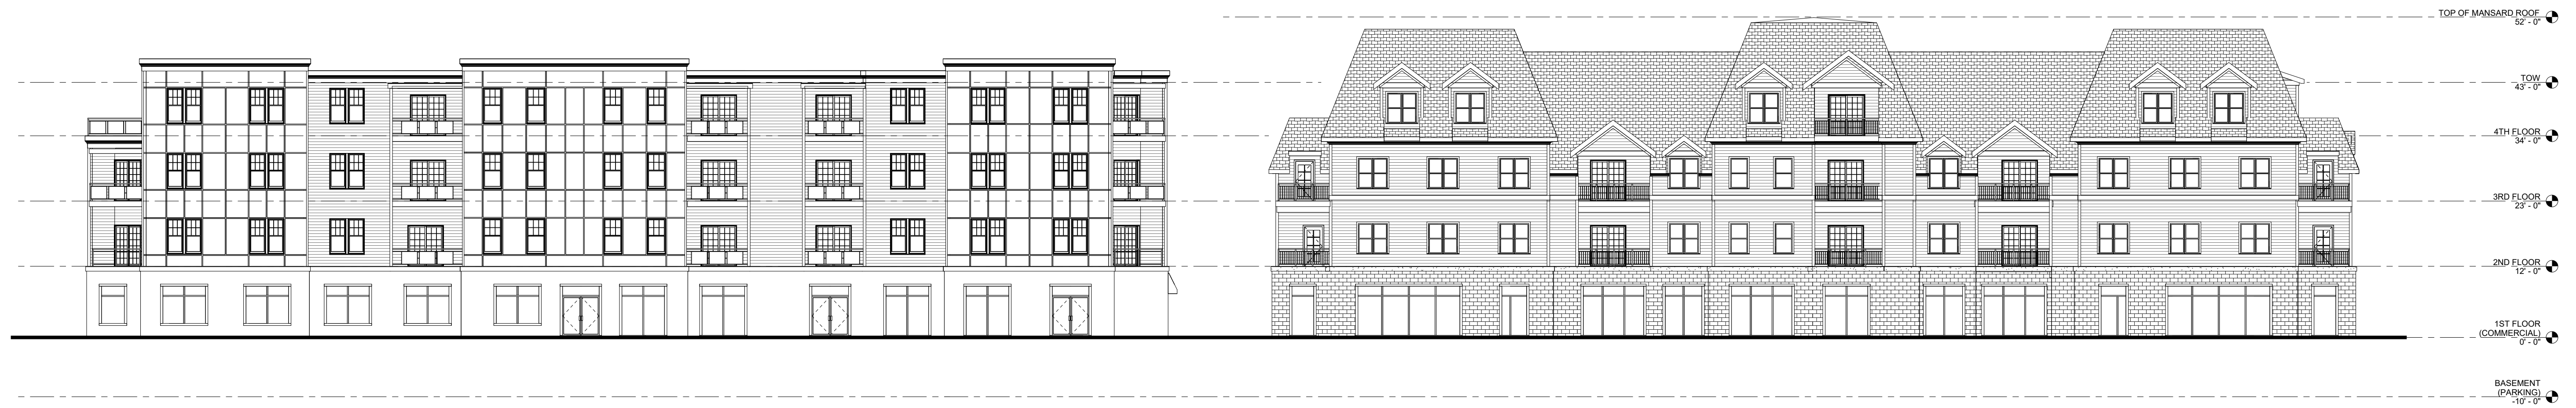 TOP OF MANSARD ROOF
52' - 0"
TOW
43' - 0"
4TH FLOOR
34' - 0"
3RD FLOOR
23' - 0"
2ND FLOOR
12' - 0"
1ST FLOOR
(COMMERCIAL)
0' - 0"
BASEMENT
(PARKING)
-10' - 0"